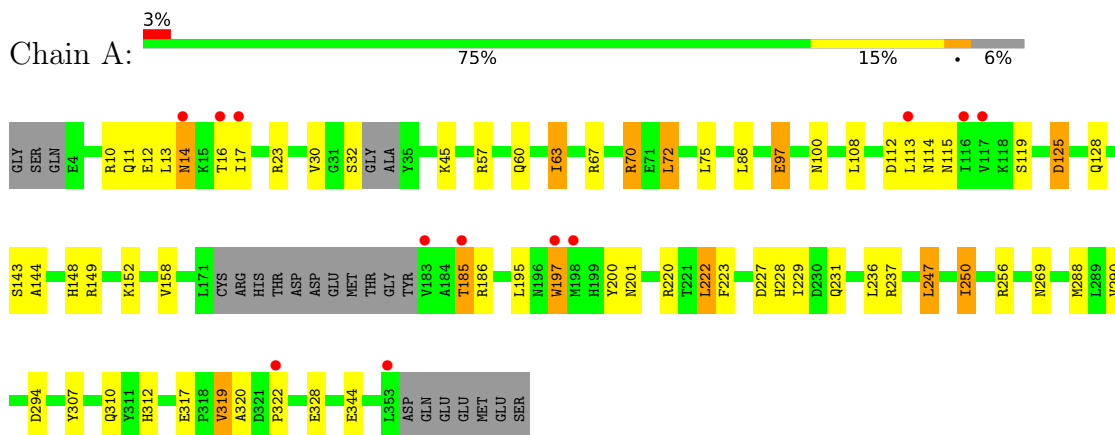 3%
Chain A:
75% 15% • 6%
GLY SER GLN E4 R10 Q11 E12 L13 N14 K15 T16 I17 R23 V30 G31 S32 GLY ALA Y35 K45 R57 Q60 I63 R67 R70 E71 L72 L75 L86 E97 N100 L108 D112 L113 N114 N115 I116 V117 K118 S119 D125 Q128
S143 A144 H148 R149 K152 V158 L171 CYS ARG HIS THR ASP ASP GLU MET THR GLY TYR V183 A184 T185 R186 L195 N196 W197 M198 H199 Y200 N201 R220 T221 L222 F223 D227 H228 I229 D230 Q231 L236 R237 L247 I250 R256 N269 M288 L289 V290
D294 Y307 Q310 Y311 H312 E317 P318 V319 A320 D321 P322 E328 E344 L353 ASP GLN GLU GLU MET GLU SER